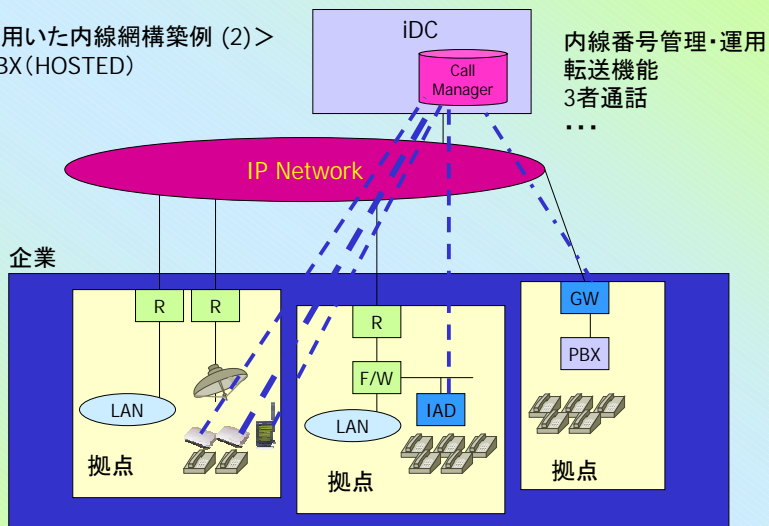 用いた内線網構築例 (2)＞
BX(HOSTED)
iDC
Call
Manager
内線番号管理・運用
転送機能
3者通話
・・・
IP Network
企業
R
R
LAN
拠点
R
F/W
LAN
IAD
拠点
GW
PBX
拠点